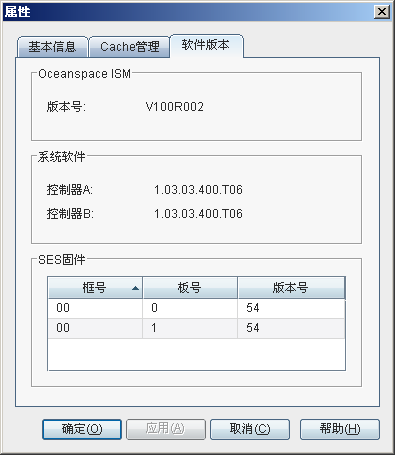 属性
基本信息 Cache管理 软件版本
Oceanspace ISM
版本号: V100R002
系统软件
控制器A: 1.03.03.400.T06
控制器B: 1.03.03.400.T06
SES固件
框号 板号 版本号
00 0 54
00 1 54
确定(O) 应用(A) 取消(C) 帮助(H)